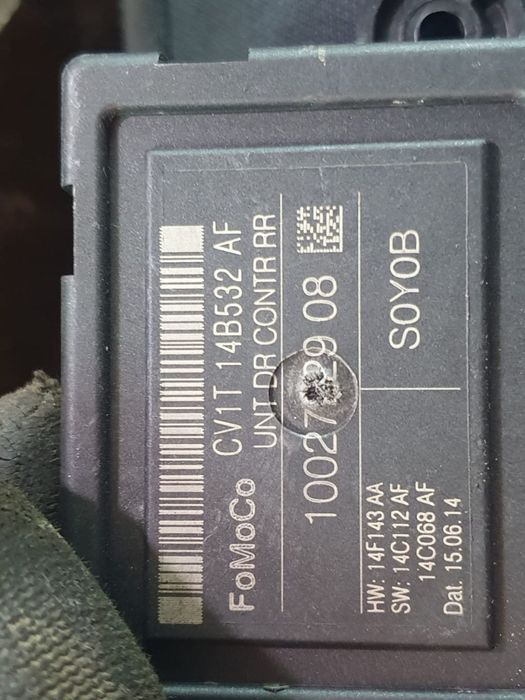 FoMoCo CV1T 14B532 AF
UNT DR CONTR RR
29 08
HW: 14F143 AA
SW: 14C112 AF
14C068 AF
Dat. 15.06.14
S0Y0B